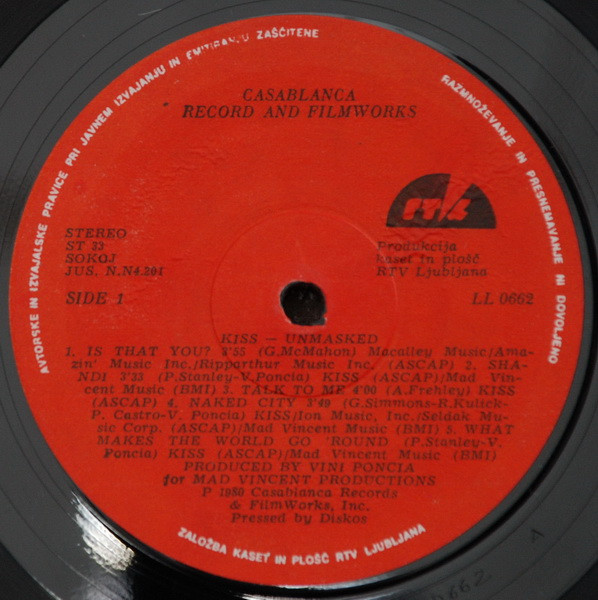 AVTORSKE IN IZVAJALSKE PRAVICE PRI JAVNEM IZVAJANJU IN EMITIRANJU ZAŠČITENE
RAZMNOŽEVANJE IN PRESNEMAVANJE NI DOVOLJENO
CASABLANCA
RECORD AND FILMWORKS
STEREO
ST 33
SOKOJ
JUS. N.N4.201
SIDE 1
RTVL
Produkcija
kaset in plošč
RTV Ljubljana
LL 0662
KISS — UNMASKED
1. IS THAT YOU? 3'55 (G.McMahon) Macalley Music/Ama-
zin' Music Inc./Ripparthur Music Inc. (ASCAP) 2. SHA-
NDI 3'33 (P.Stanley-V.Poncia) KISS (ASCAP)/Mad Vin-
cent Music (BMI) 3. TALK TO ME 4'00 (A.Frehley) KISS
(ASCAP) 4. NAKED CITY 3'49 (G.Simmons-R.Kulick-
P. Castro-V. Poncia) KISS/Ion Music, Inc./Seldak Mu-
sic Corp. (ASCAP)/Mad Vincent Music (BMI) 5. WHAT
MAKES THE WORLD GO 'ROUND (P.Stanley-V.
Poncia) KISS (ASCAP)/Mad Vincent Music (BMI)
PRODUCED BY VINI PONCIA
for MAD VINCENT PRODUCTIONS
P 1980 Casablanca Records
& FilmWorks, Inc.
Pressed by Diskos
ZALOŽBA KASET IN PLOŠČ RTV LJUBLJANA
A